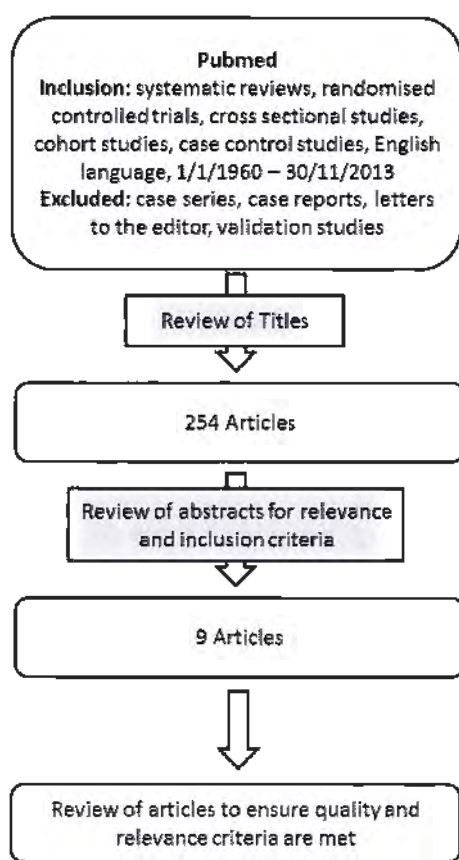 Pubmed
Inclusion: systematic reviews, randomised
controlled trials, cross sectional studies,
cohort studies, case control studies, English
language, 1/1/1960 – 30/11/2013
Excluded: case series, case reports, letters
to the editor, validation studies
Review of Titles
254 Articles
Review of abstracts for relevance
and inclusion criteria
9 Articles
Review of articles to ensure quality and
relevance criteria are met